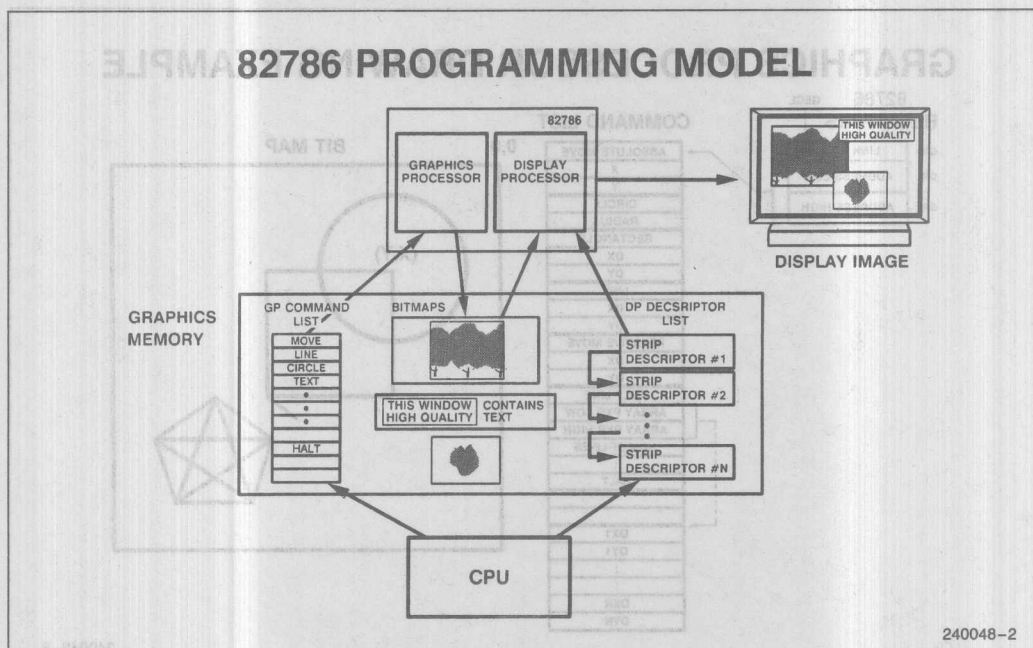 82786 PROGRAMMING MODEL
82786
GRAPHICS
PROCESSOR
DISPLAY
PROCESSOR
THIS WINDOW
HIGH QUALITY
DISPLAY IMAGE
GRAPHICS
MEMORY
GP COMMAND
LIST
MOVE
LINE
CIRCLE
TEXT
HALT
BITMAPS
THIS WINDOW
HIGH QUALITY
CONTAINS
TEXT
DP DECSRIPTOR
LIST
STRIP
DESCRIPTOR #1
STRIP
DESCRIPTOR #2
STRIP
DESCRIPTOR #N
CPU
240048-2